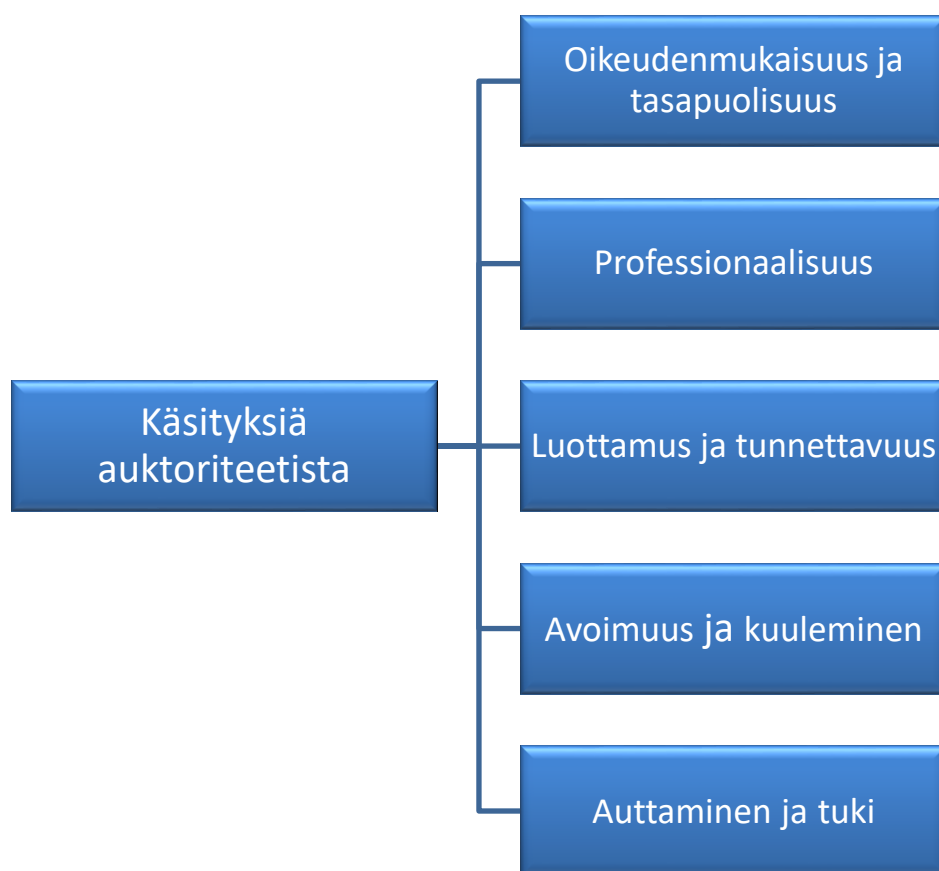 Oikeudenmukaisuus ja
tasapuolisuus
Professionaalisuus
Käsityksiä
auktoriteetista
Luottamus ja tunnettavuus
Avoimuus ja kuuleminen
Auttaminen ja tuki